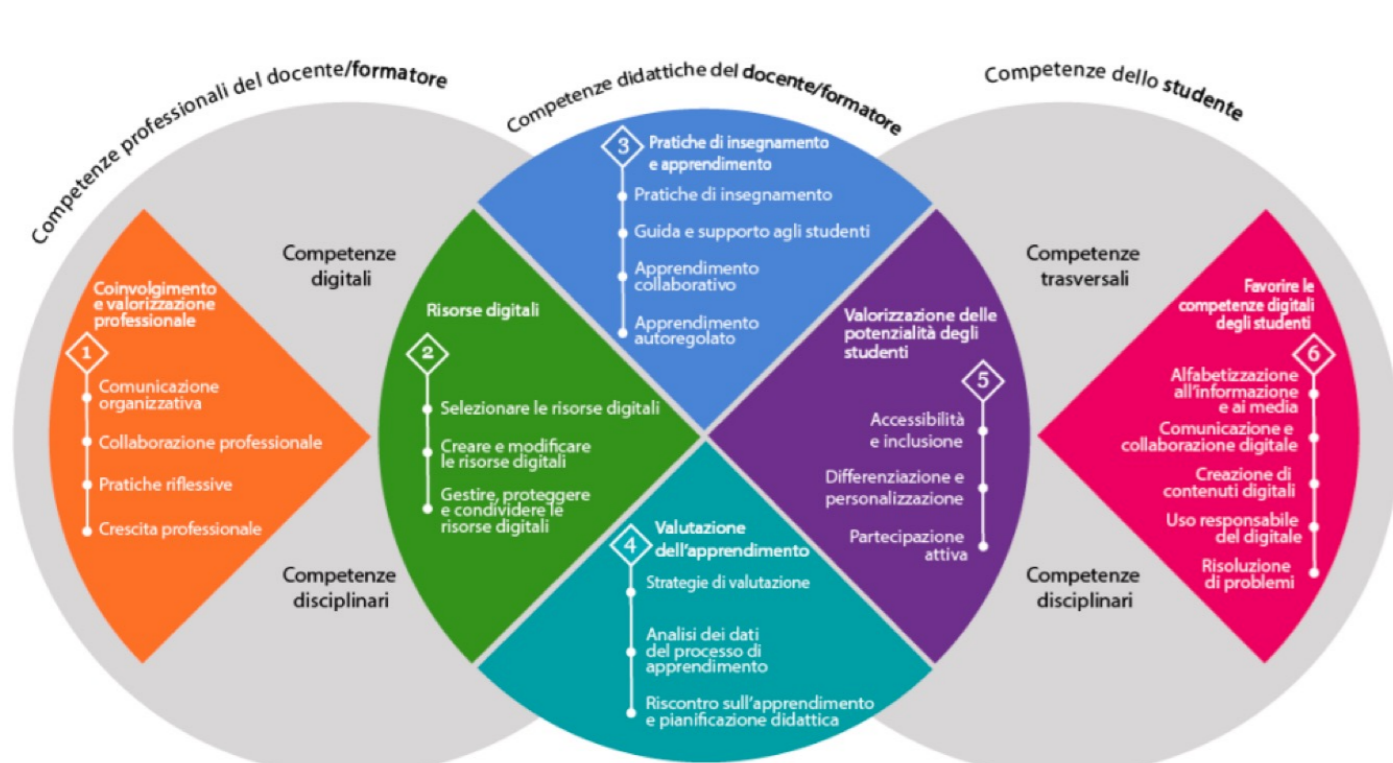 Competenze professionali del docente/formatore
Competenze didattiche del docente/formatore
Competenze dello studente
Competenze
digitali
Competenze
disciplinari
Coinvolgimento
e valorizzazione
professionale
1
Comunicazione
organizzativa
Collaborazione professionale
Pratiche riflessive
Crescita professionale
Risorse digitali
2
Selezionare le risorse digitali
Creare e modificare
le risorse digitali
Gestire, proteggere
e condividere le
risorse digitali
3
Pratiche di insegnamento
e apprendimento
Pratiche di insegnamento
Guida e supporto agli studenti
Apprendimento
collaborativo
Apprendimento
autoregolato
4
Valutazione
dell'apprendimento
Strategie di valutazione
Analisi dei dati
del processo di
apprendimento
Riscontro sull'apprendimento
e pianificazione didattica
Valorizzazione delle
potenzialità degli
studenti
5
Accessibilità
e inclusione
Differenziazione e
personalizzazione
Partecipazione
attiva
Competenze
trasversali
Competenze
disciplinari
Favorire le
competenze digitali
degli studenti
6
Alfabetizzazione
all'informazione
e ai media
Comunicazione e
collaborazione digitale
Creazione di
contenuti digitali
Uso responsabile
del digitale
Risoluzione
di problemi